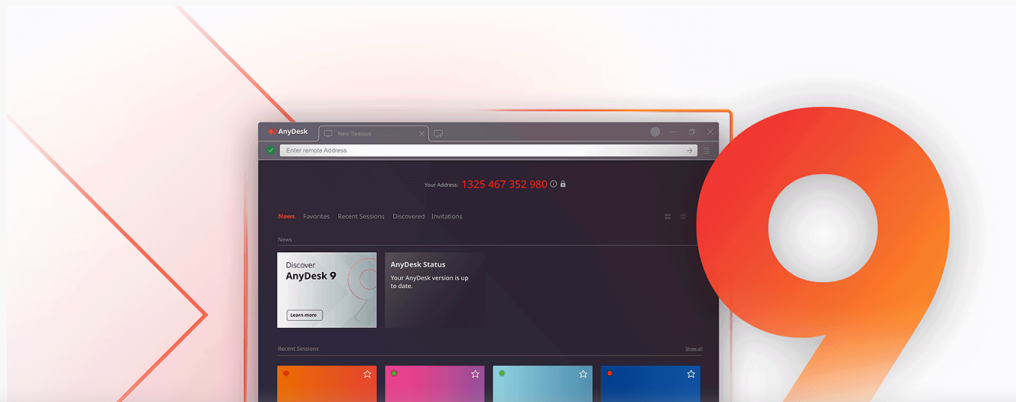 AnyDesk
New Session
Enter remote Address
Your Address: 1325 467 352 980
News Favorites Recent Sessions Discovered Invitations
News
Discover
AnyDesk 9
Learn more
AnyDesk Status
Your AnyDesk version is up
to date.
Recent Sessions
Show all
9